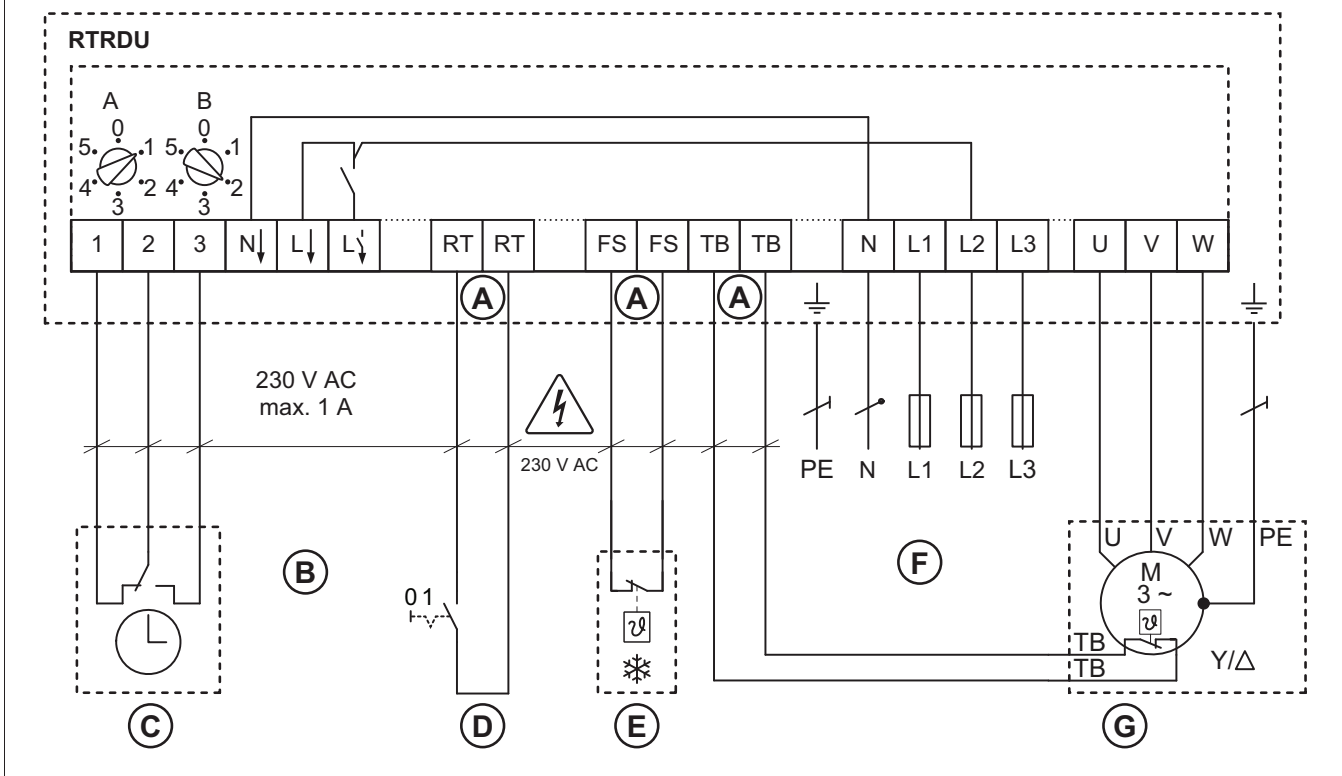 RTRDU
A B
0 0
5 1 5 1
4 2 4 2
3 3
1 2 3 N L L RT RT FS FS TB TB N L1 L2 L3 U V W
A A A
230 V AC
max. 1 A
230 V AC
PE N L1 L2 L3
U V W PE
B F
M
3 ~
0 1
ϑ ϑ
TB
TB
Y/△
C D E G